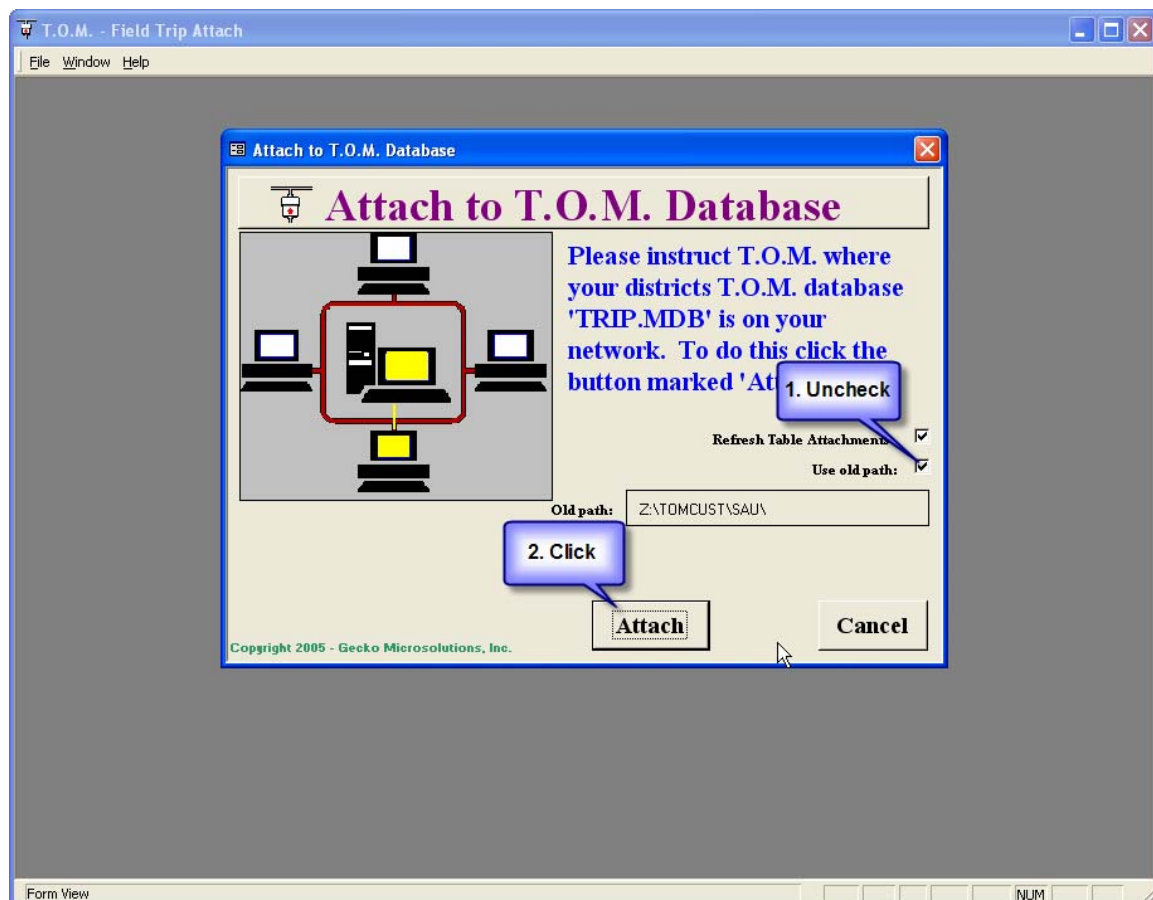 T.O.M. - Field Trip Attach
File Window Help
Attach to T.O.M. Database
Attach to T.O.M. Database
Please instruct T.O.M. where
your districts T.O.M. database
'TRIP.MDB' is on your
network. To do this click the
button marked
1. Uncheck
Refresh Table Attachments
Use old path:
Old path: Z:\TOMCUST\SAU\
2. Click
Attach Cancel
Copyright 2005 - Gecko Microsolutions, Inc.
Form View NUM